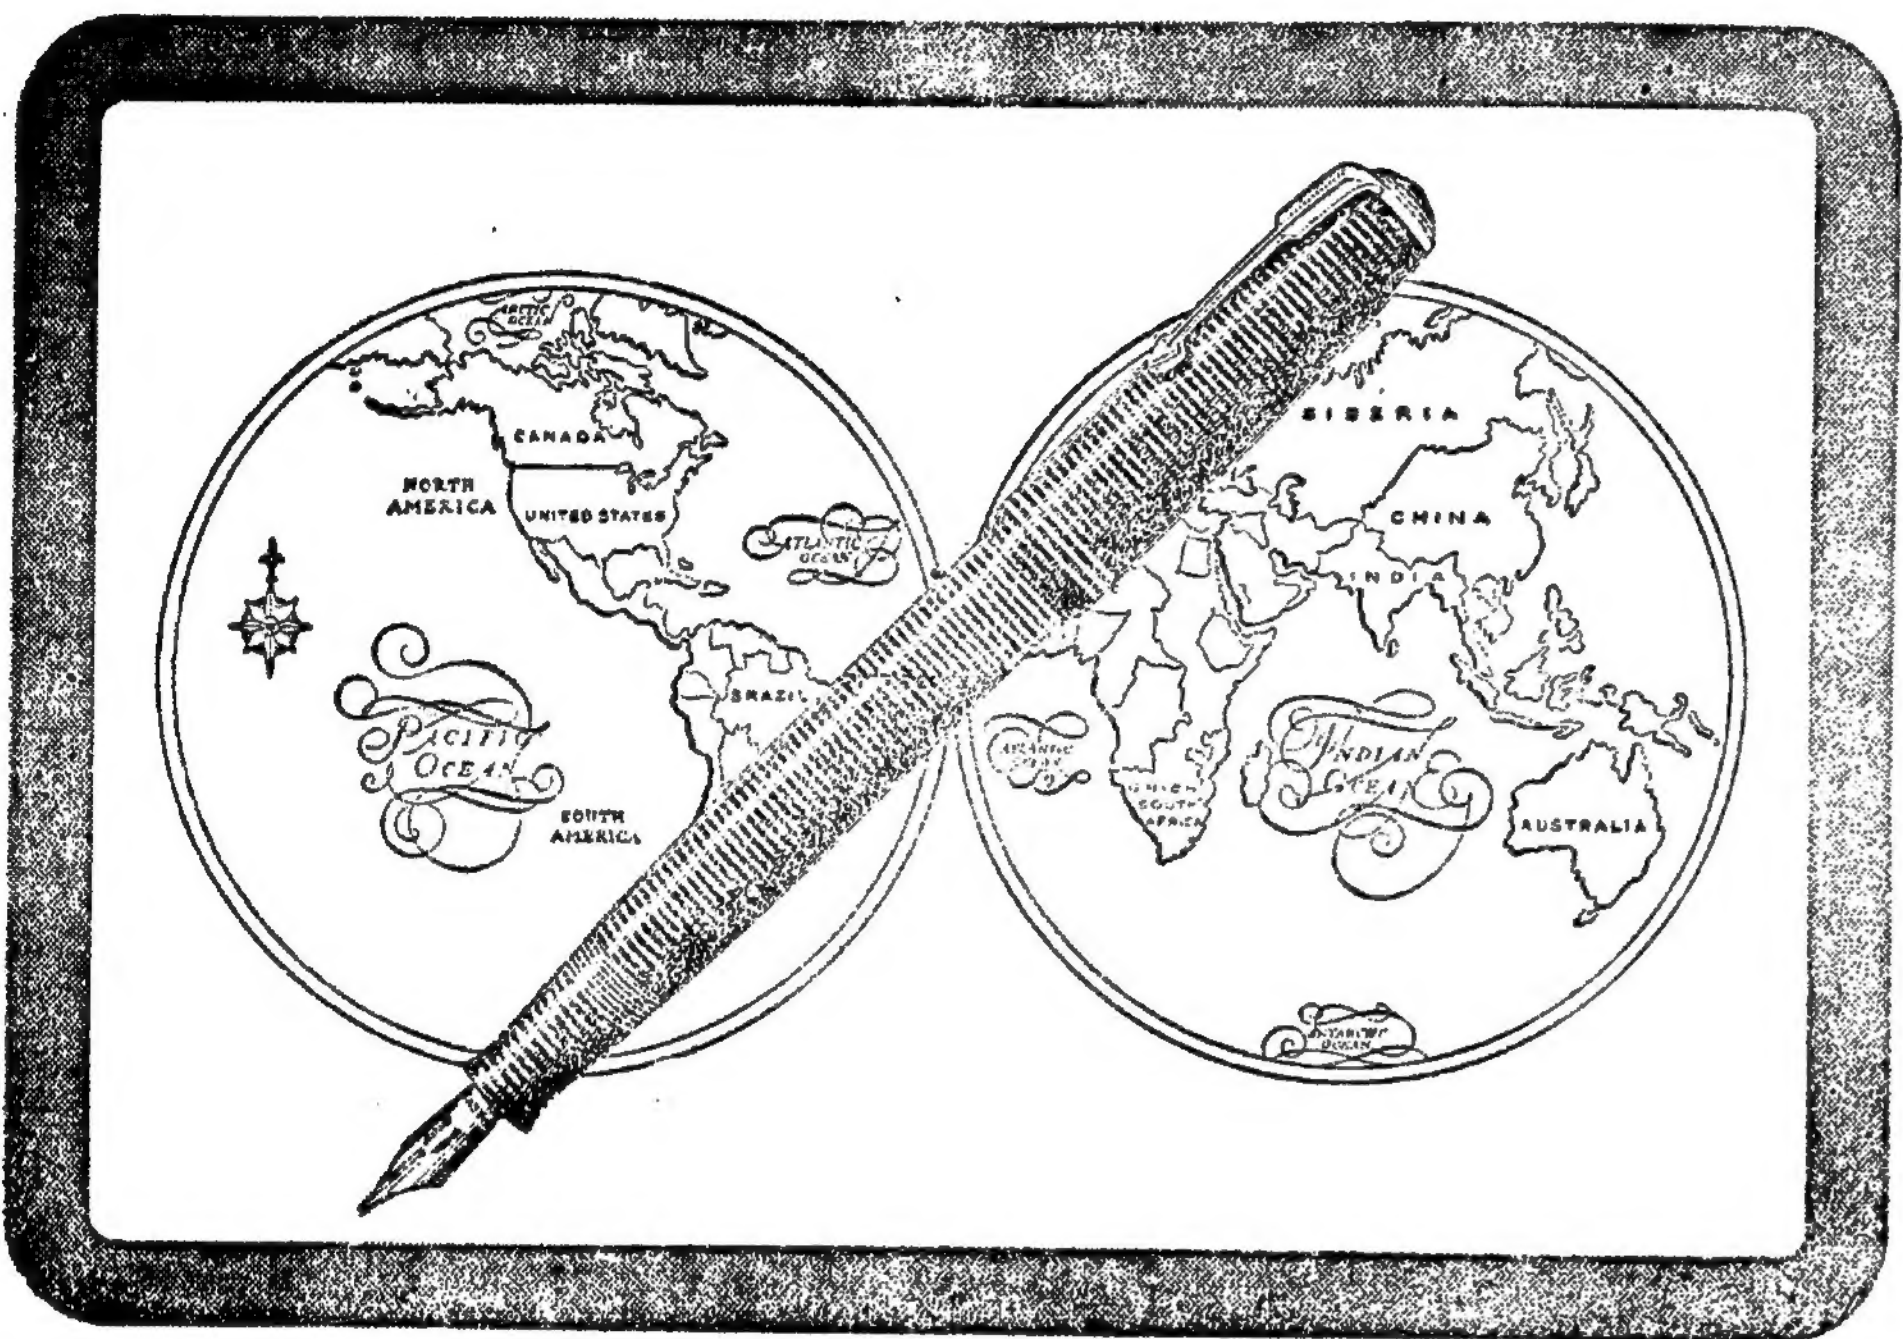 ARCTIC
OCEAN
CANADA
NORTH
AMERICA
UNITED STATES
ATLANTIC
OCEAN
BRAZIL
PACIFIC
OCEAN
SOUTH
AMERICA
SIBERIA
CHINA
INDIA
ATLANTIC
INDIAN
OCEAN
UNION
SOUTH
AFRICA
AUSTRALIA
ANTARCTIC
OCEAN